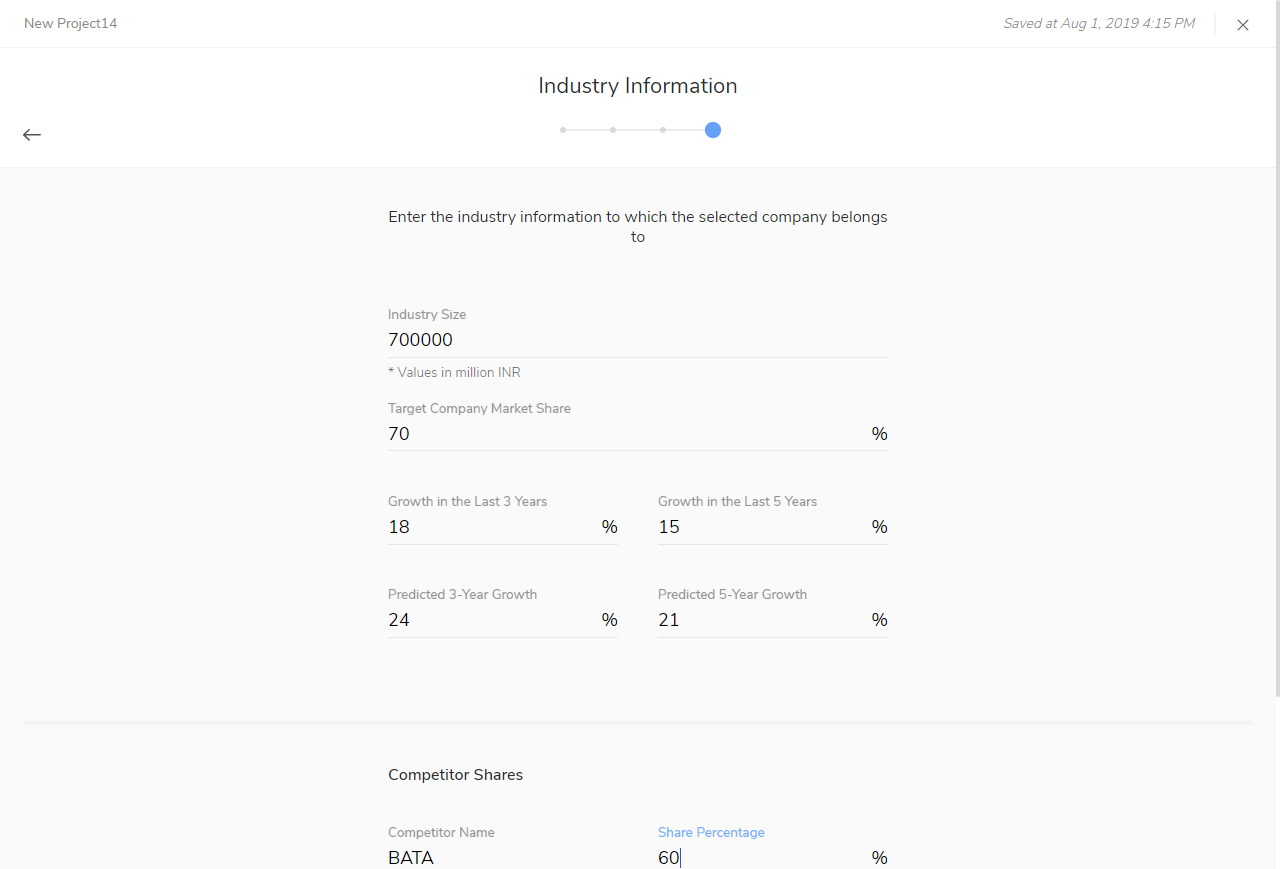 New Project14
Saved at Aug 1, 2019 4:15 PM
Industry Information
Enter the industry information to which the selected company belongs
to
Industry Size
700000
* Values in million INR
Target Company Market Share
70 %
Growth in the Last 3 Years Growth in the Last 5 Years
18 % 15 %
Predicted 3-Year Growth Predicted 5-Year Growth
24 % 21 %
Competitor Shares
Competitor Name Share Percentage
BATA 60 %